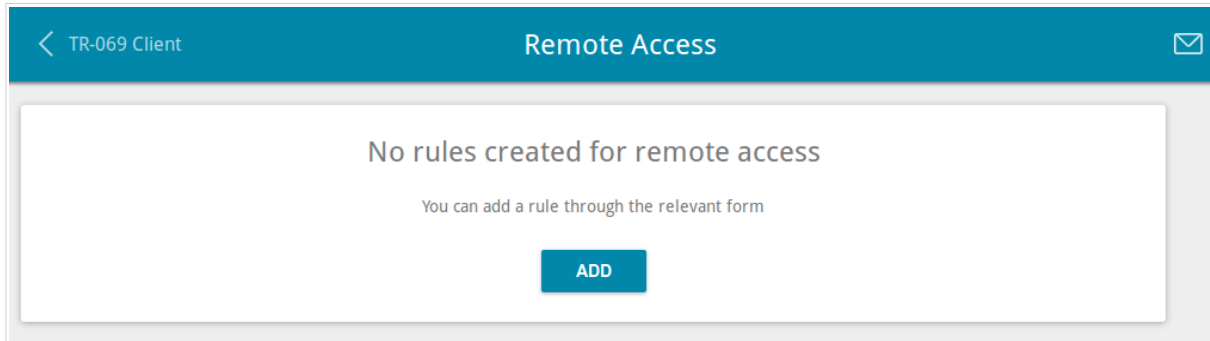 TR-069 Client
Remote Access
No rules created for remote access
You can add a rule through the relevant form
ADD